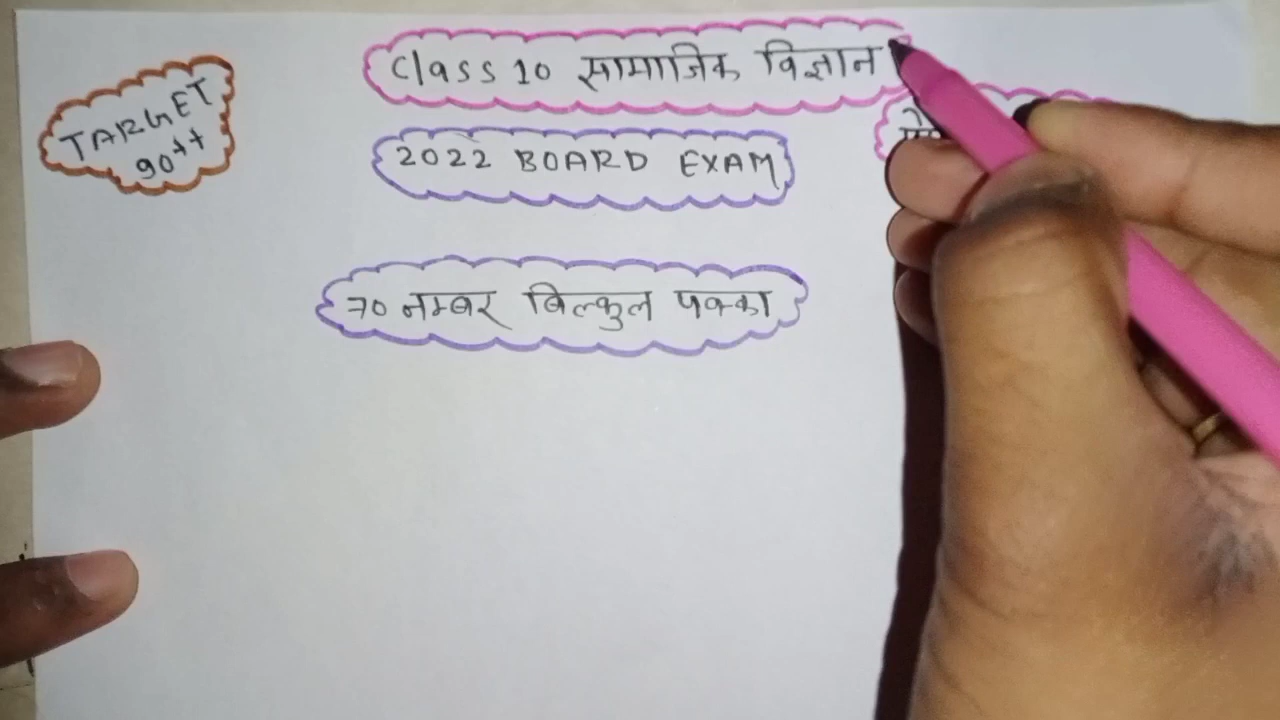 Class 10 सामाजिक विज्ञान
TARGET
90++
2022 BOARD EXAM
70 नम्बर बिल्कुल पक्का